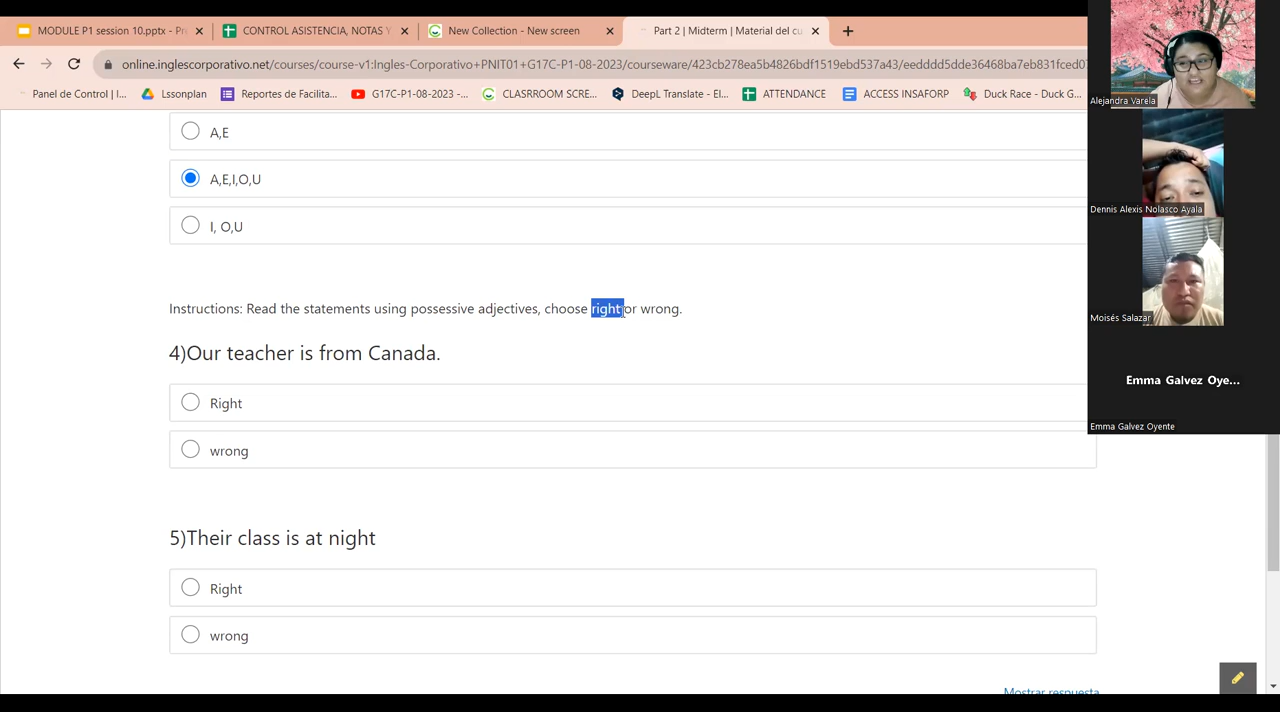 MODULE P1 session 10.pptx - Pr
CONTROL ASISTENCIA, NOTAS Y
New Collection - New screen
Part 2 | Midterm | Material del cu
online.inglescorporativo.net/courses/course-v1:Ingles-Corporativo+PNIT01+G17C-P1-08-2023/courseware/423cb278ea5b4826bdf1519ebd537a43/eedddd5dde36468ba7eb831fced07
Panel de Control | I...
Lssonplan
Reportes de Facilita...
G17C-P1-08-2023 -...
CLASRROOM SCRE...
DeepL Translate - El...
ATTENDANCE
ACCESS INSAFORP
Duck Race - Duck G...
Alejandra Varela
A,E
A,E,I,O,U
Dennis Alexis Nolasco Ayala
I, O,U
Instructions: Read the statements using possessive adjectives, choose right or wrong.
Moisés Salazar
4)Our teacher is from Canada.
Emma Galvez Oye...
Right
Emma Galvez Oyente
wrong
5)Their class is at night
Right
wrong
Mostrar respuesta